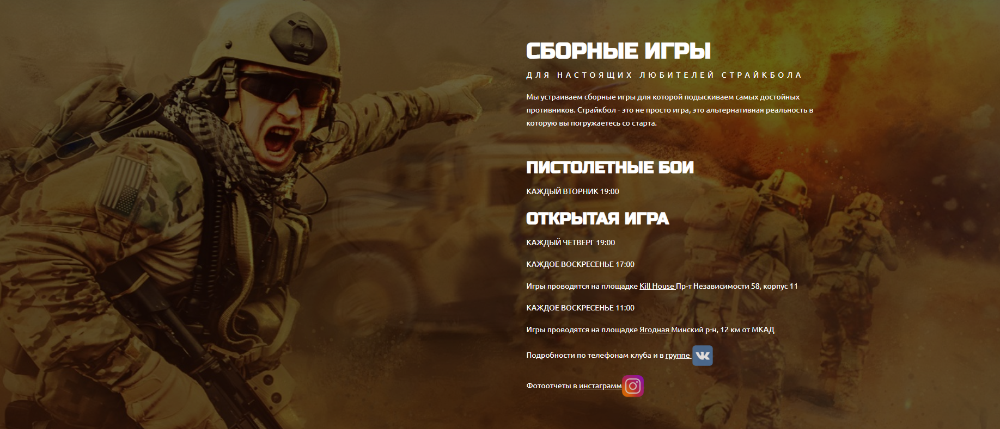 СБОРНЫЕ ИГРЫ
ДЛЯ НАСТОЯЩИХ ЛЮБИТЕЛЕЙ СТРАЙКБОЛА
Мы устраиваем сборные игры для которой подыскиваем самых достойных
противников. Страйкбол - это не просто игра, это альтернативная реальность в
которую вы погружаетесь со старта.
ПИСТОЛЕТНЫЕ БОИ
КАЖДЫЙ ВТОРНИК 19:00
ОТКРЫТАЯ ИГРА
КАЖДЫЙ ЧЕТВЕРГ 19:00
КАЖДОЕ ВОСКРЕСЕНЬЕ 17:00
Игры проводятся на площадке Kill House Пр-т Независимости 58, корпус 11
КАЖДОЕ ВОСКРЕСЕНЬЕ 11:00
Игры проводятся на площадке Ягодная Минский р-н, 12 км от МКАД
Подробности по телефонам клуба и в группе
Фотоотчеты в инстаграмм